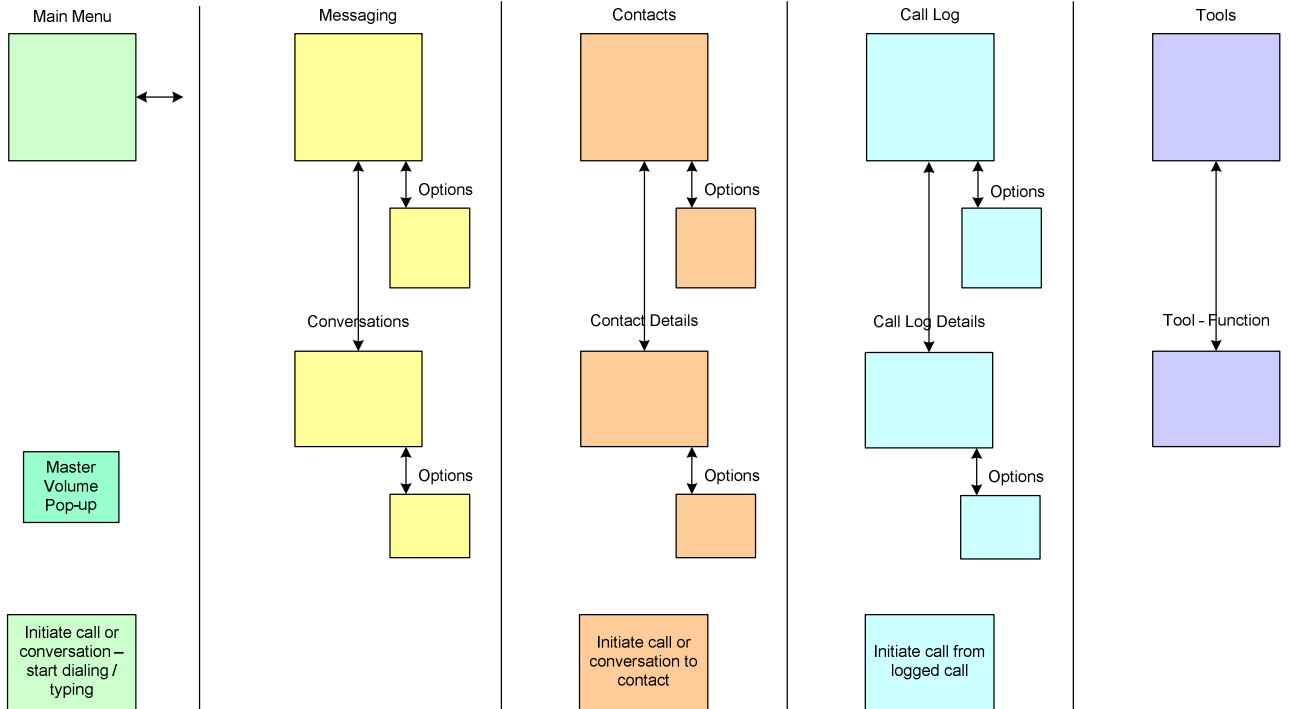 Main Menu
Messaging
Contacts
Call Log
Tools
Options
Options
Options
Conversations
Contact Details
Call Log Details
Tool - Function
Master
Volume
Pop-up
Options
Options
Options
Initiate call or
conversation –
start dialing /
typing
Initiate call or
conversation to
contact
Initiate call from
logged call